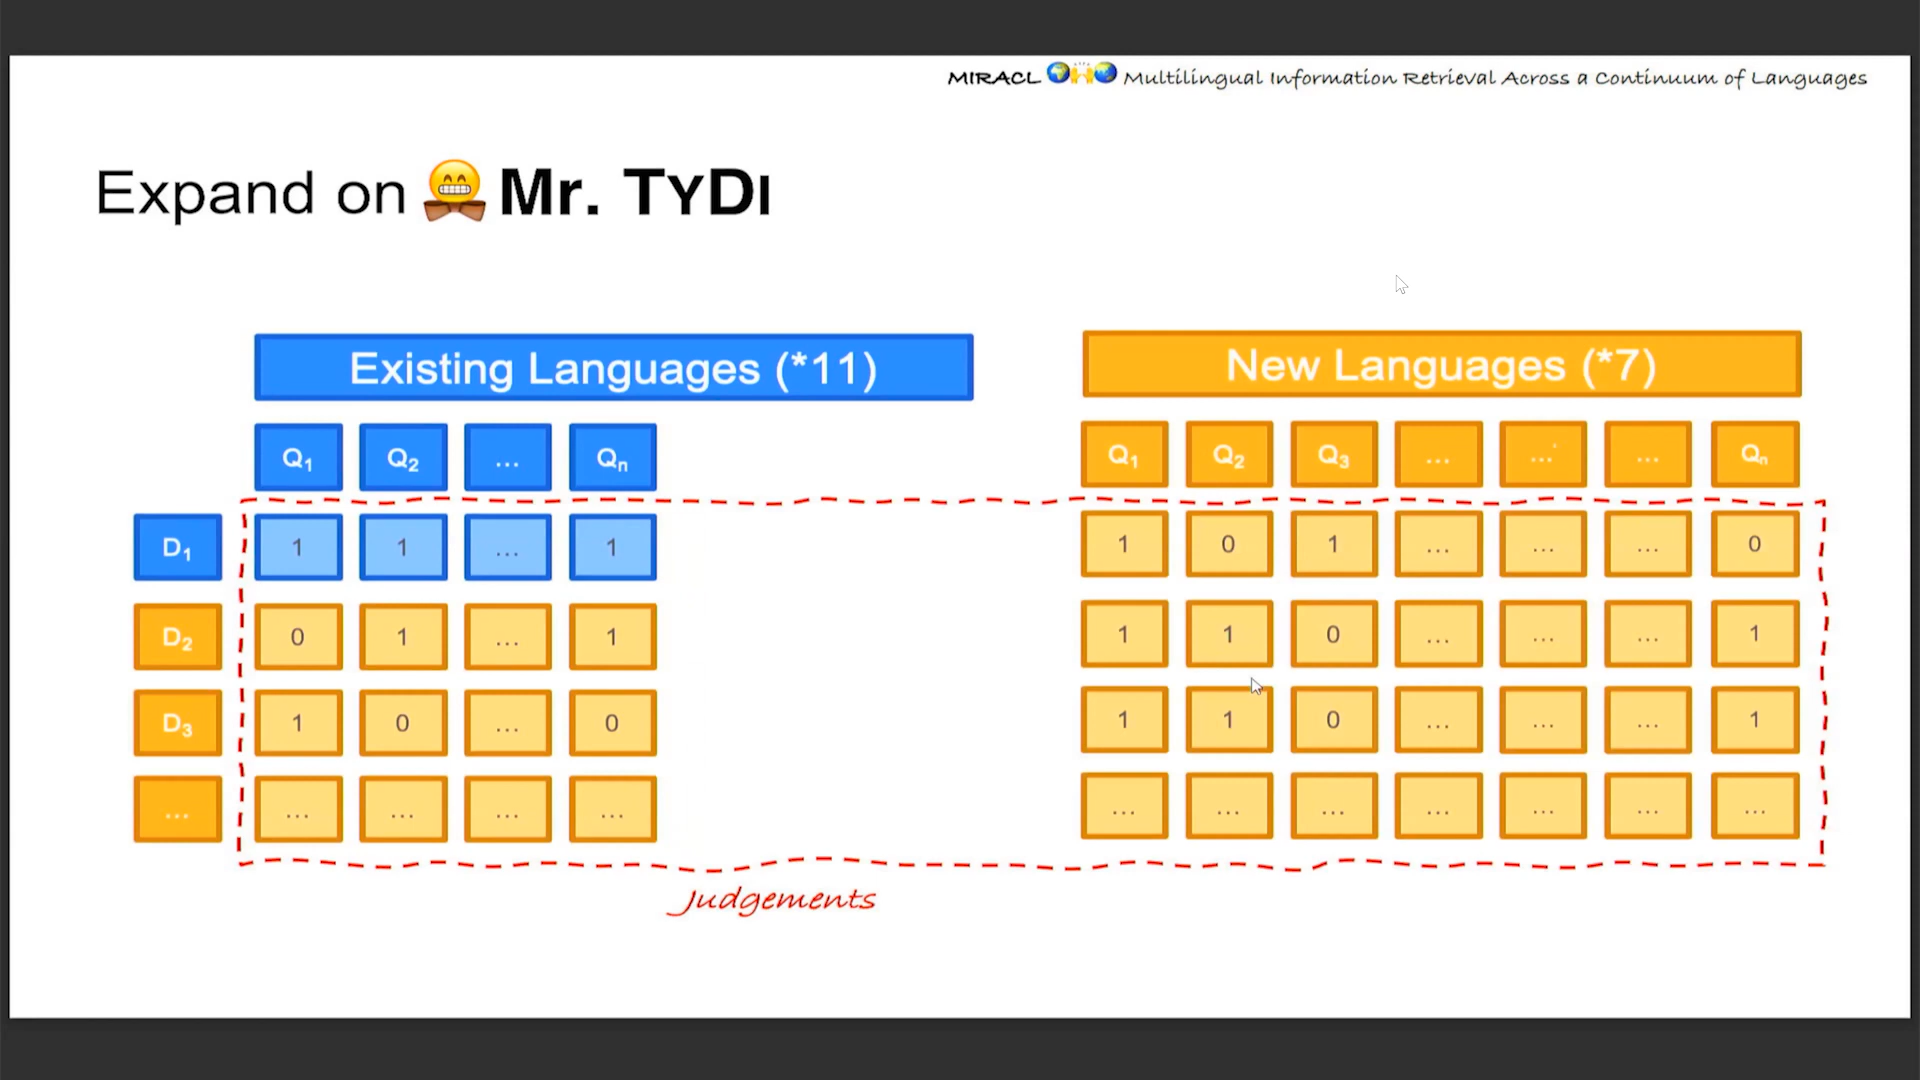 MIRACL Multilingual Information Retrieval Across a Continuum of Languages
Expand on Mr. TYDI
Existing Languages (*11)
New Languages (*7)
Q1 Q2 ... Qn
Q1 Q2 Q3 ... ... ... Qn
D1 1 1 ... 1
1 0 1 ... ... ... 0
D2 0 1 ... 1
1 1 0 ... ... ... 1
D3 1 0 ... 0
1 1 0 ... ... ... 1
... ... ... ... ...
... ... ... ... ... ... ...
Judgements